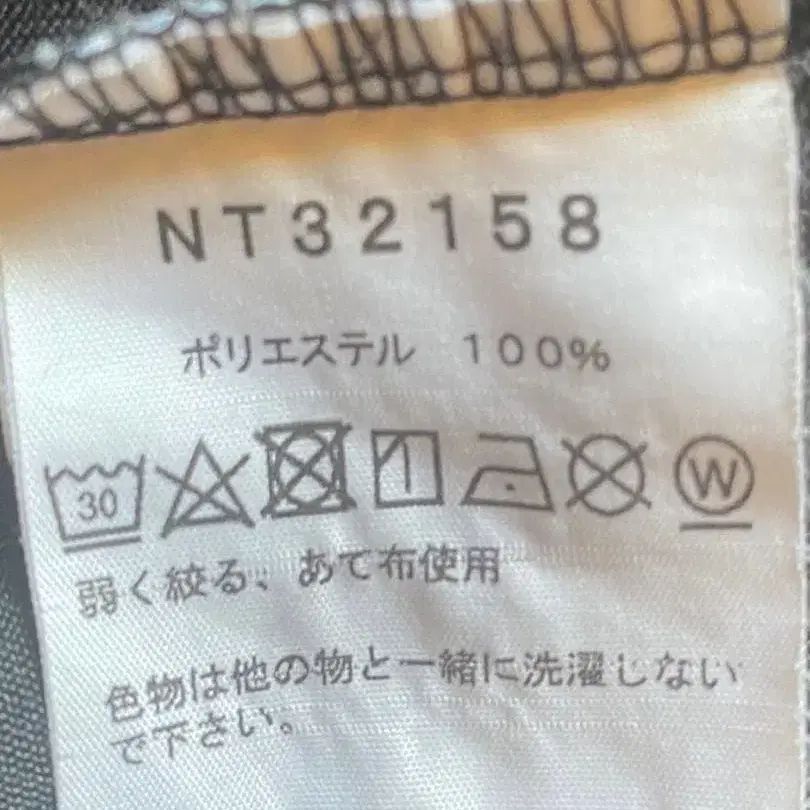 NT32158
ポリエステル 100%
30 W
弱く絞る、あて布使用
色物は他の物と一緒に洗濯しない
で下さい。